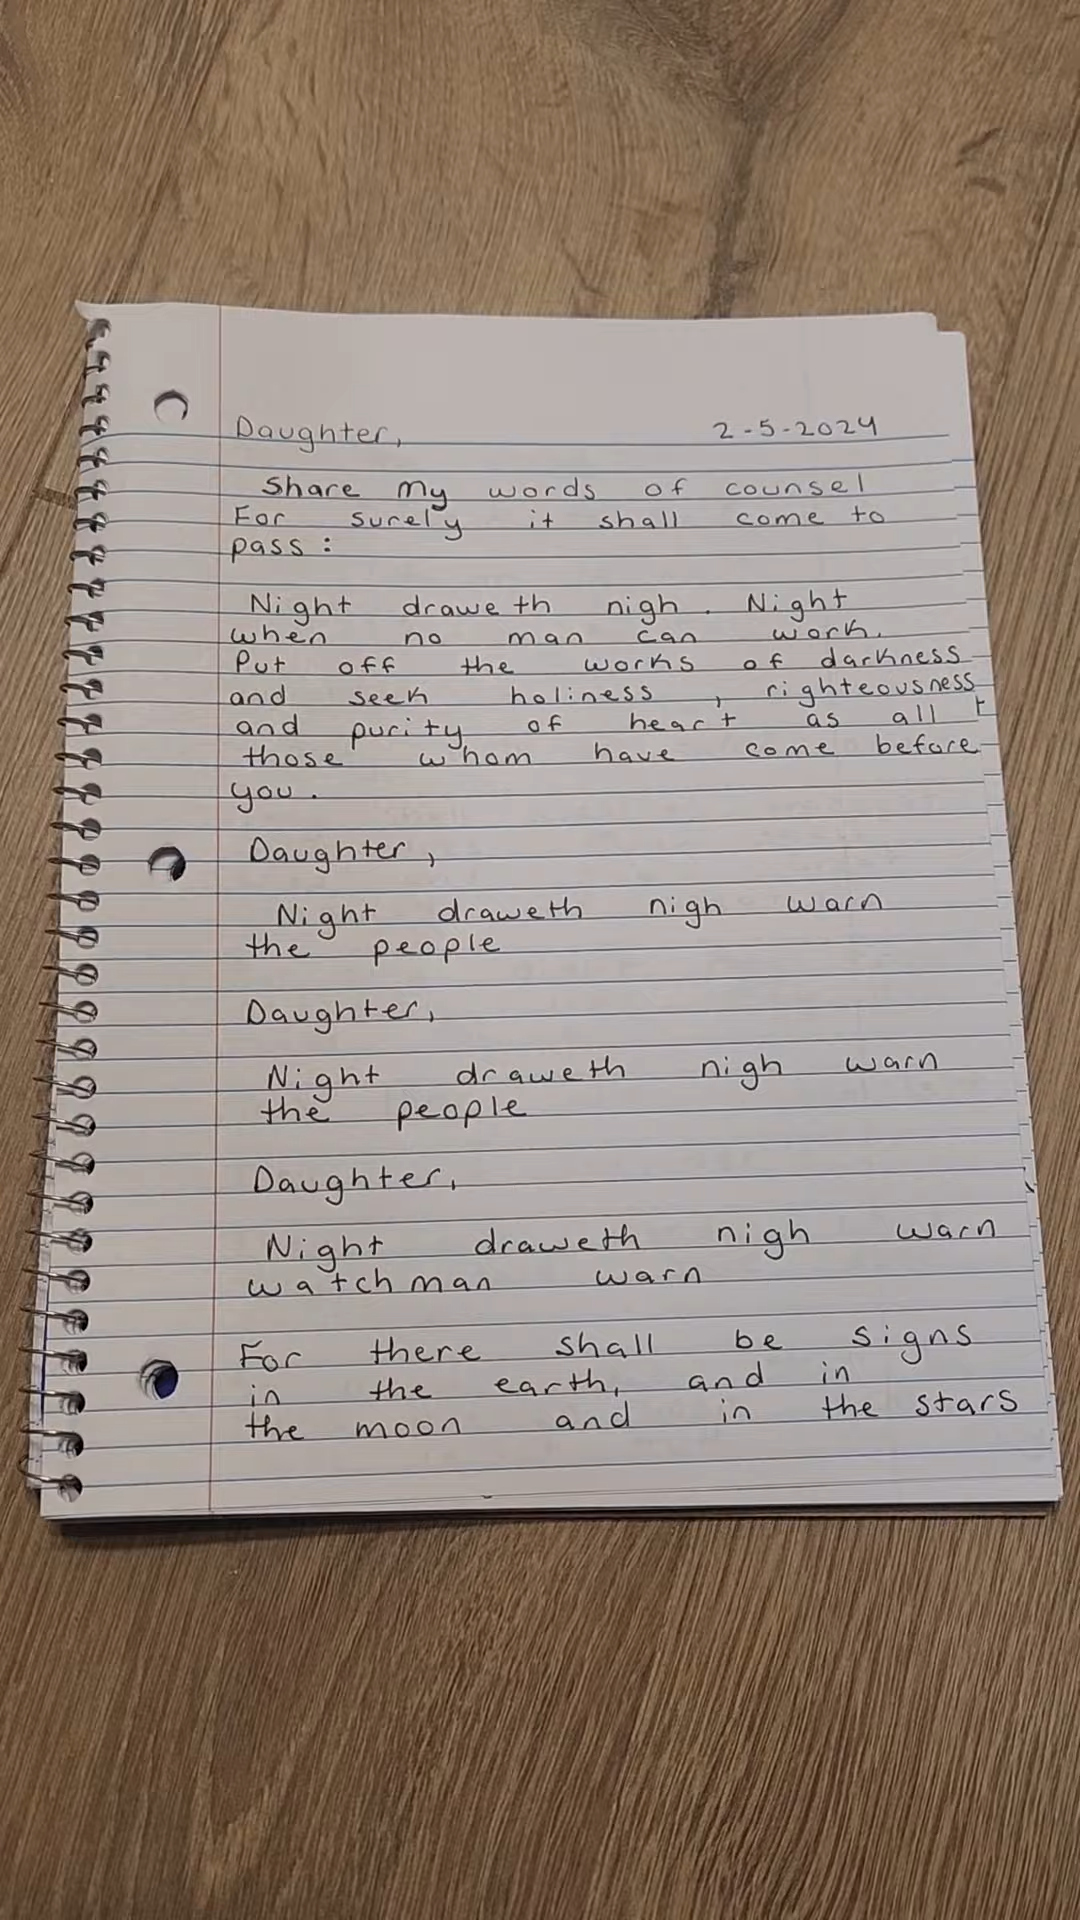 Daughter, 2-5-2024
Share my words of counsel
For surely it shall come to
pass:
Night draweth nigh. Night
when no man can work.
Put off the works of darkness
and seek holiness, righteousness
and purity of heart as all
those whom have come before
you.
Daughter,
Night draweth nigh warn
the people
Daughter,
Night draweth nigh warn
the people
Daughter,
Night draweth nigh warn
watchman warn
For there shall be signs
in the earth, and in
the moon and in the stars